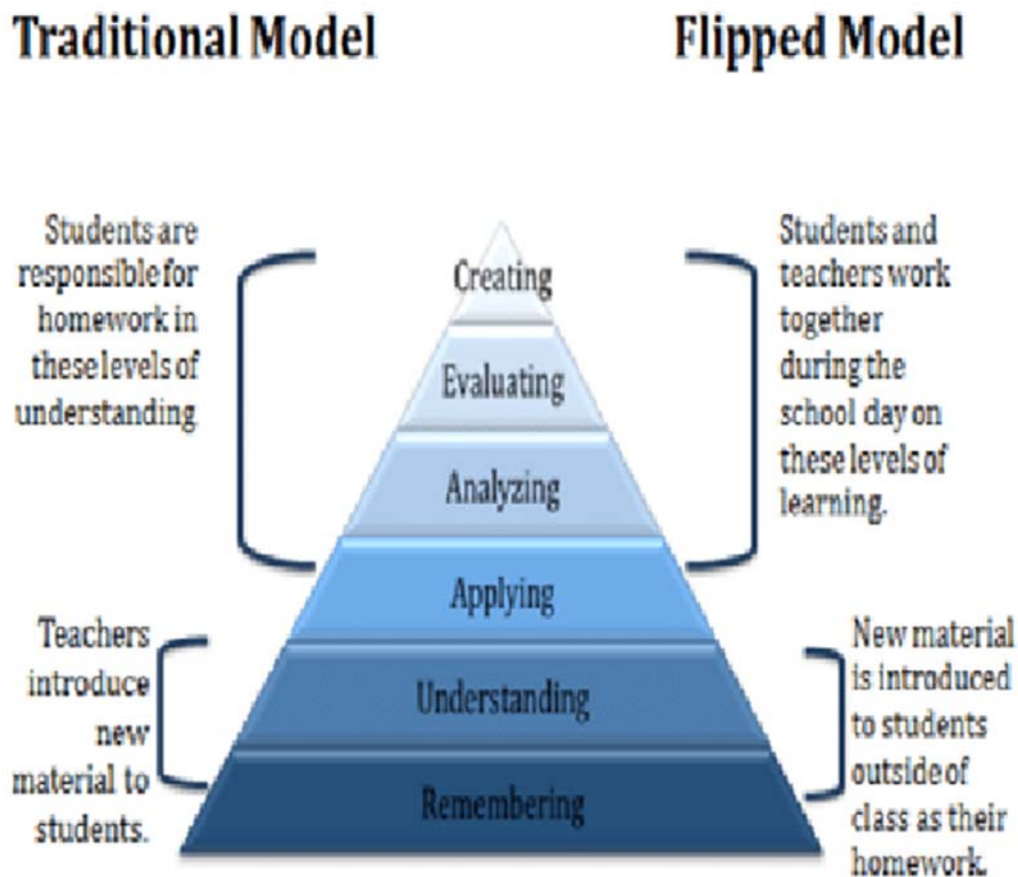 Traditional Model
Flipped Model
Students are
responsible for
homework in
these levels of
understanding
Creating
Evaluating
Analyzing
Applying
Understanding
Remembering
Students and
teachers work
together
during the
school day on
these levels of
learning.
Teachers
introduce
new
material to
students.
New material
is introduced
to students
outside of
class as their
homework.